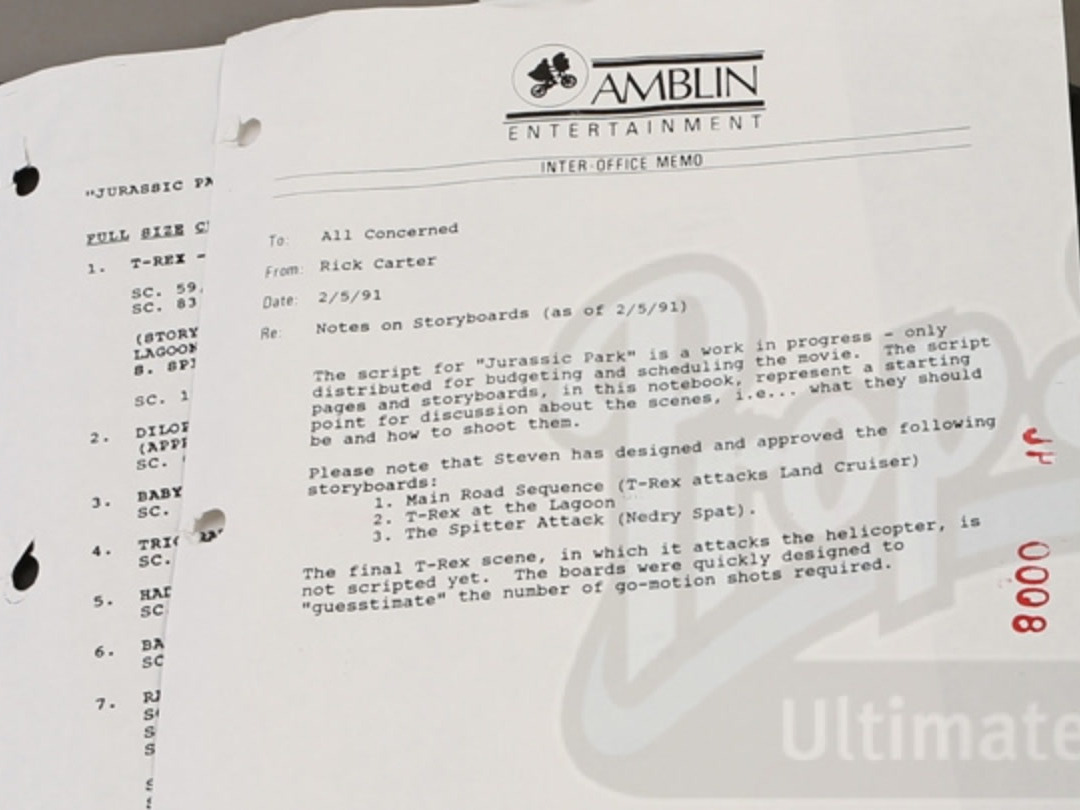 AMBLIN
ENTERTAINMENT
INTER-OFFICE MEMO
To: All Concerned
From: Rick Carter
Date: 2/5/91
Re: Notes on Storyboards (as of 2/5/91)
The script for "Jurassic Park" is a work in progress - only
distributed for budgeting and scheduling the movie. The script
pages and storyboards, in this notebook, represent a starting
point for discussion about the scenes, i.e... what they should
be and how to shoot them.
Please note that Steven has designed and approved the following
storyboards:
1. Main Road Sequence (T-Rex attacks Land Cruiser)
2. T-Rex at the Lagoon
3. The Spitter Attack (Nedry Spat).
The final T-Rex scene, in which it attacks the helicopter, is
not scripted yet. The boards were quickly designed to
"guesstimate" the number of go-motion shots required.
JP 0008
"JURASSIC PA
FULL SIZE C
1. T-REX -
SC. 59,
SC. 83
(STORY
LAGOON
S. SPI
SC. 1
2. DILOP
(APPE
SC.
3. BABY
SC.
4. TRIC
SC.
5. HAD
SC
6. BA
SC
7.
S
S
Prop
Ultimate